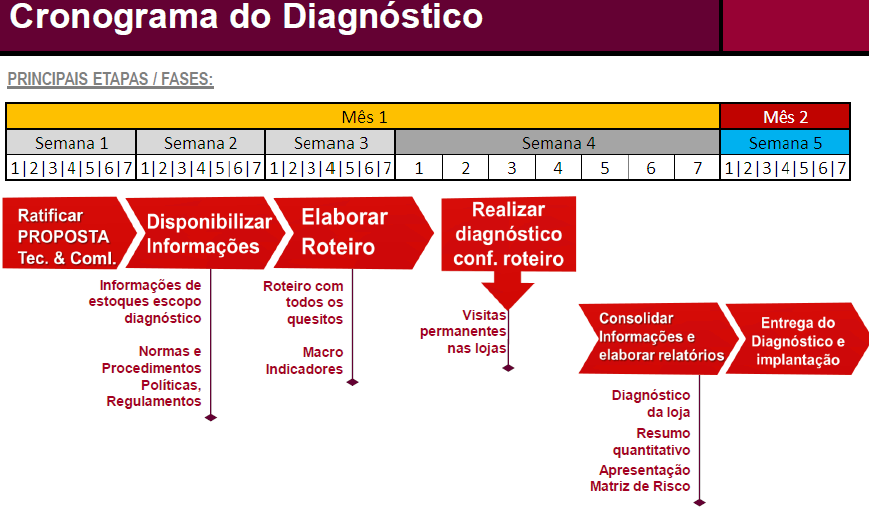 Cronograma do Diagnóstico
PRINCIPAIS ETAPAS / FASES:
Mês 1 Mês 2
Semana 1 Semana 2 Semana 3 Semana 4 Semana 5
1|2|3|4|5|6|7 1|2|3|4|5|6|7 1|2|3|4|5|6|7 1 2 3 4 5 6 7 1|2|3|4|5|6|7
Ratificar
PROPOSTA
Tec. & Coml.
Disponibilizar
Informações
Elaborar
Roteiro
Realizar
diagnóstico
conf. roteiro
Informações de
estoques escopo
diagnóstico
Normas e
Procedimentos
Políticas,
Regulamentos
Roteiro com
todos os
quesitos
Macro
Indicadores
Visitas
permanentes
nas lojas
Consolidar
Informações e
elaborar relatórios
Entrega do
Diagnóstico e
implantação
Diagnóstico
da loja
Resumo
quantitativo
Apresentação
Matriz de Risco